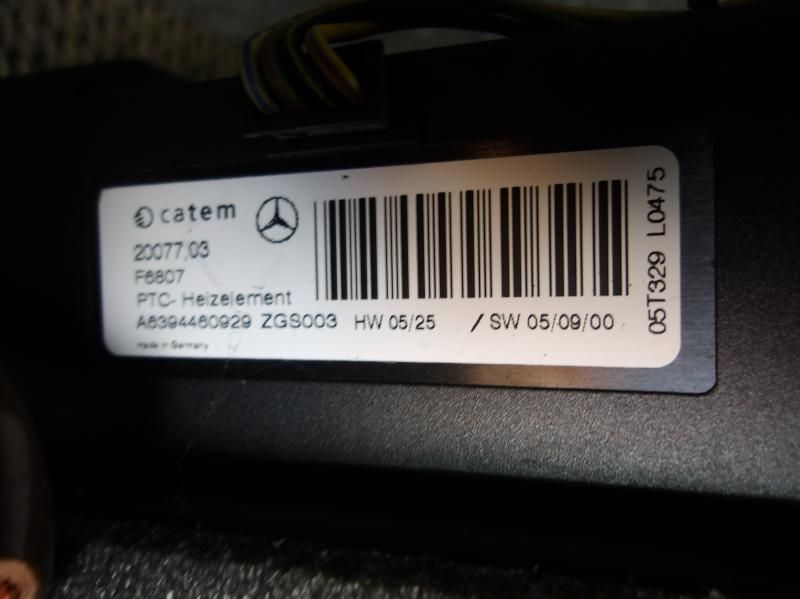 catem
20077,03
F6807
PTC- Heizelement
A6394460929 ZGS003 HW 05/25 / SW 05/09/00
made in Germany
05T329 L0475